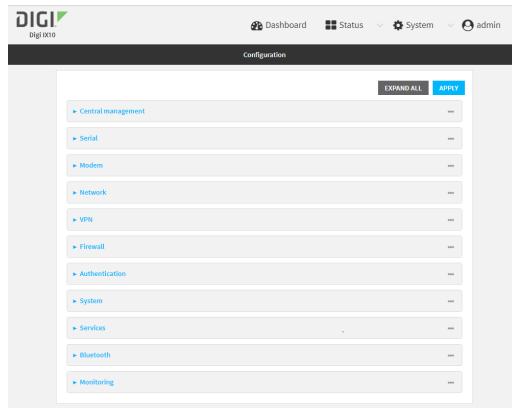 DIGI
Digi IX10
Dashboard Status System admin
Configuration
EXPAND ALL APPLY
Central management
Serial
Modem
Network
VPN
Firewall
Authentication
System
Services
Bluetooth
Monitoring